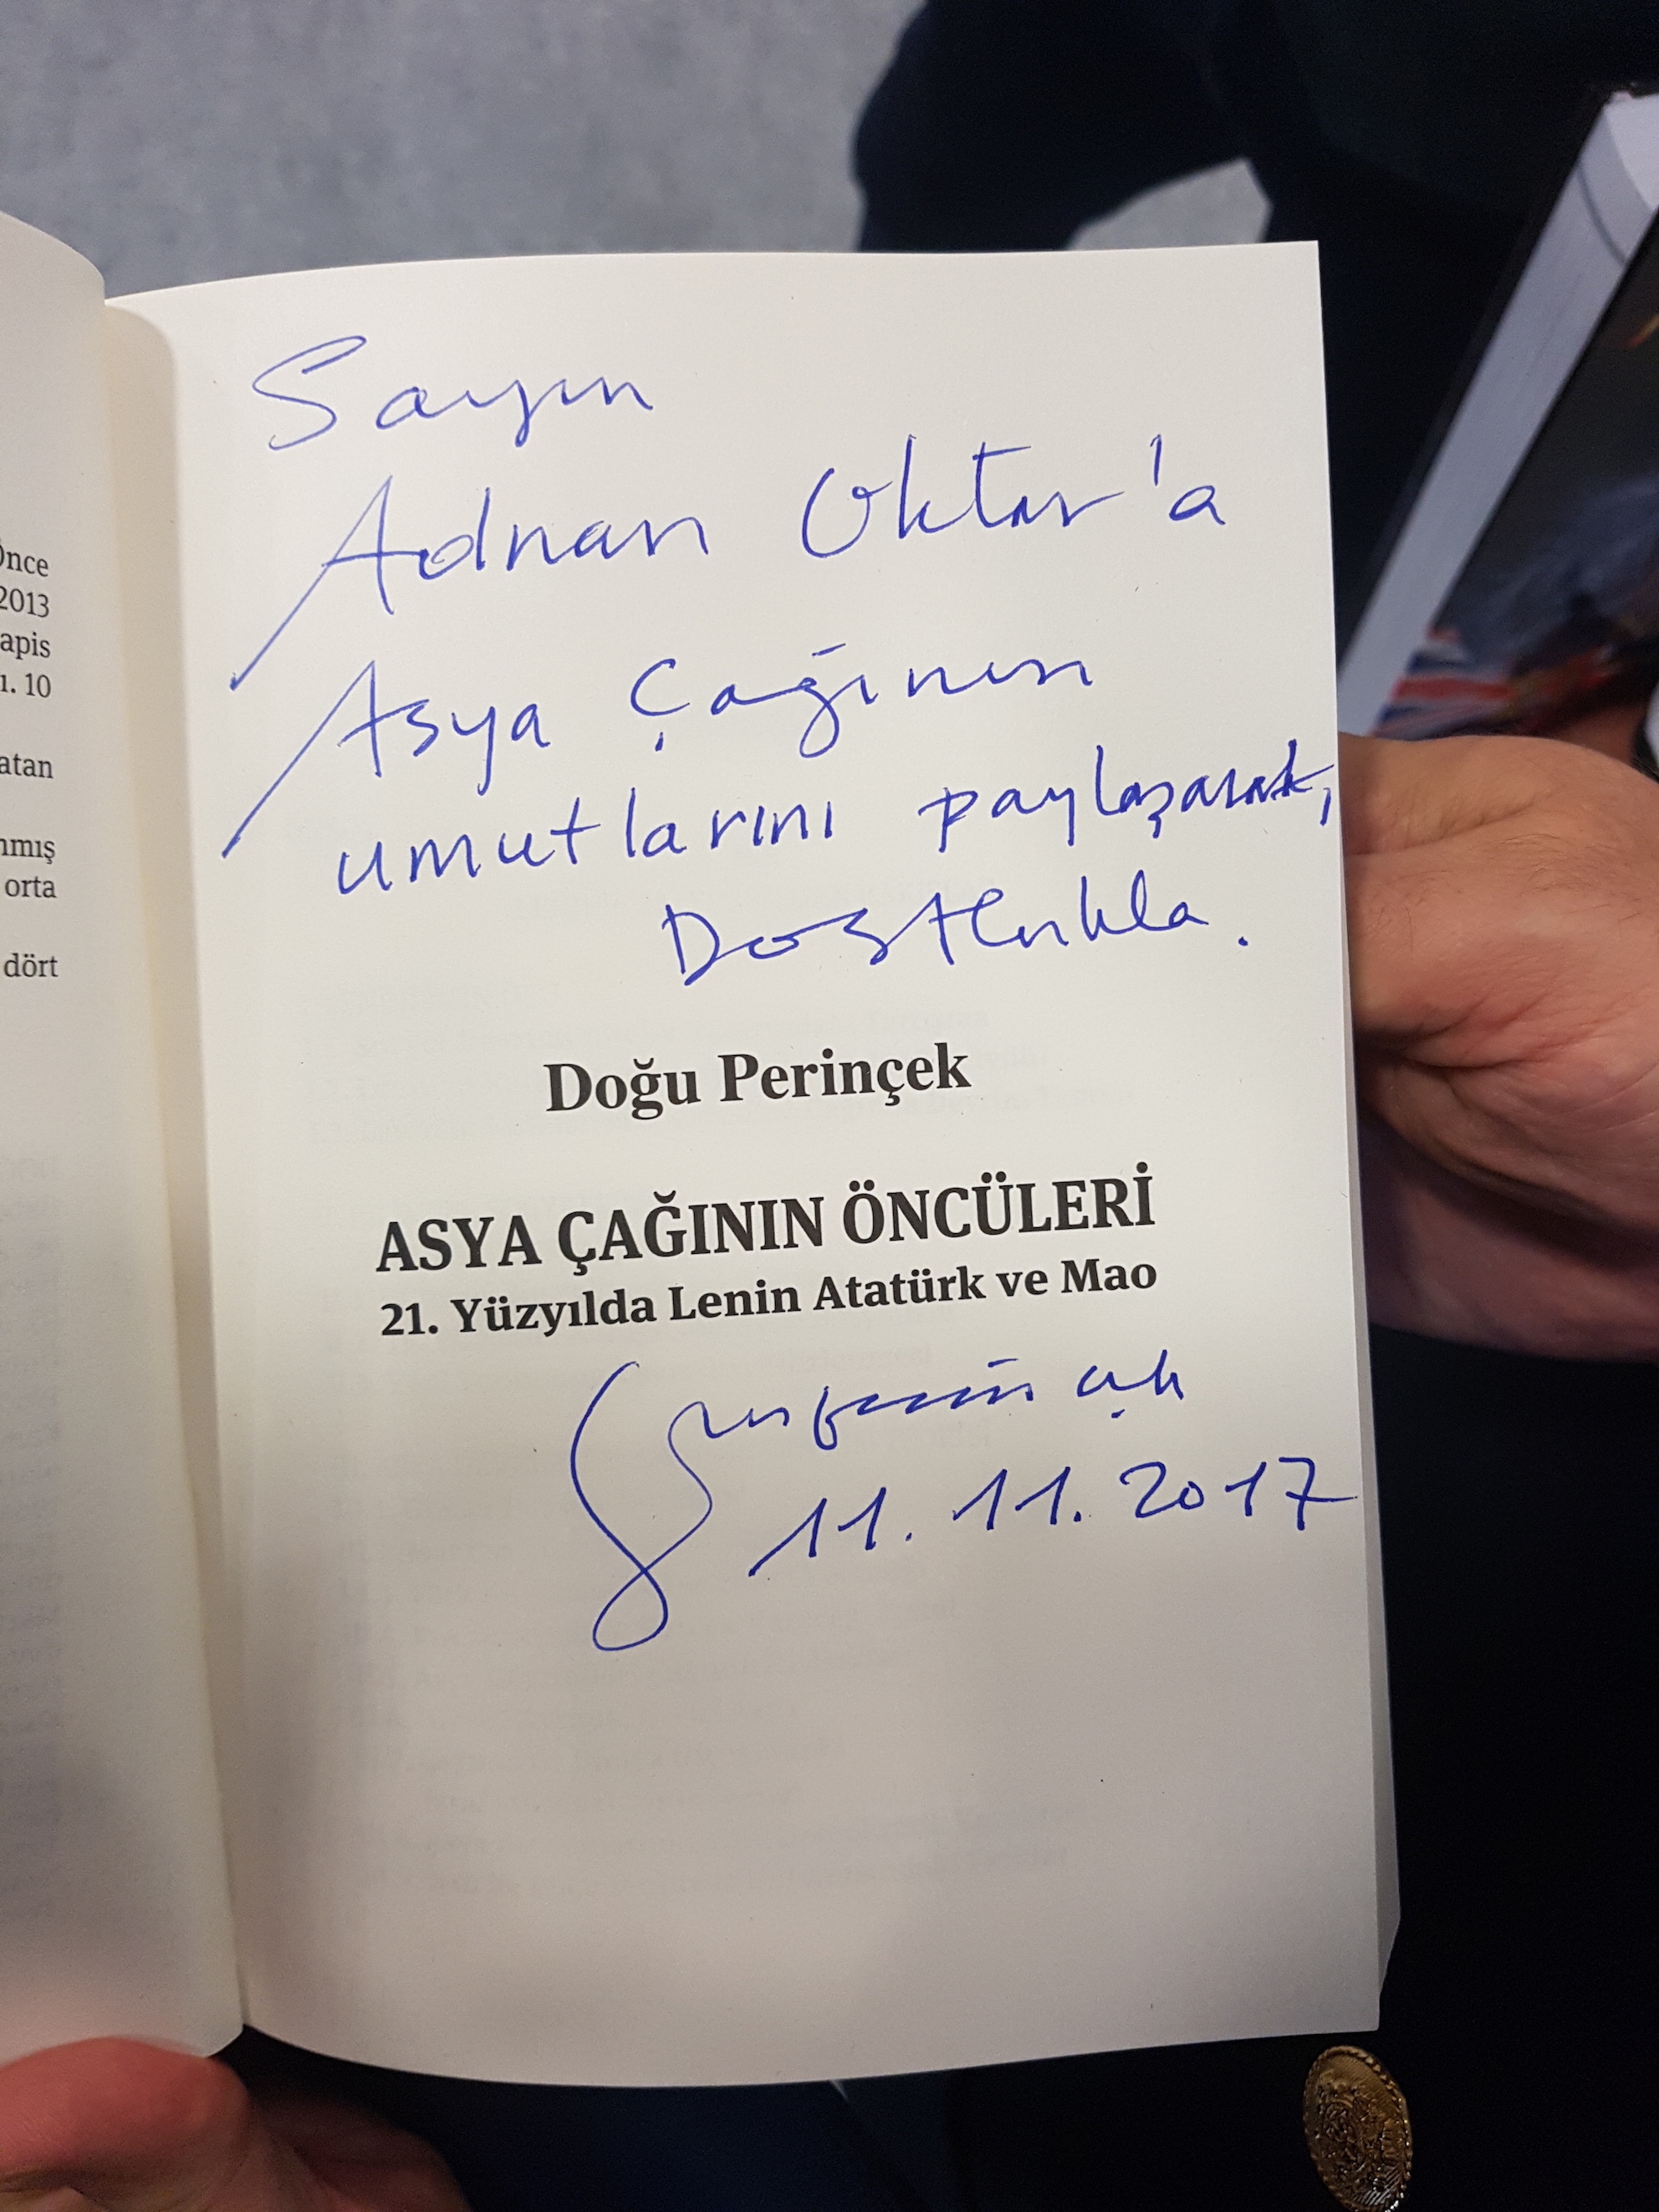 Önce
2013
apis
ı. 10
atan
nmış
orta
dört
Sayın
Adnan Oktar'a
Asya Çağının
umutlarını paylaşarak,
Dostlukla.
Doğu Perinçek
ASYA ÇAĞININ ÖNCÜLERİ
21. Yüzyılda Lenin Atatürk ve Mao
11.11.2017